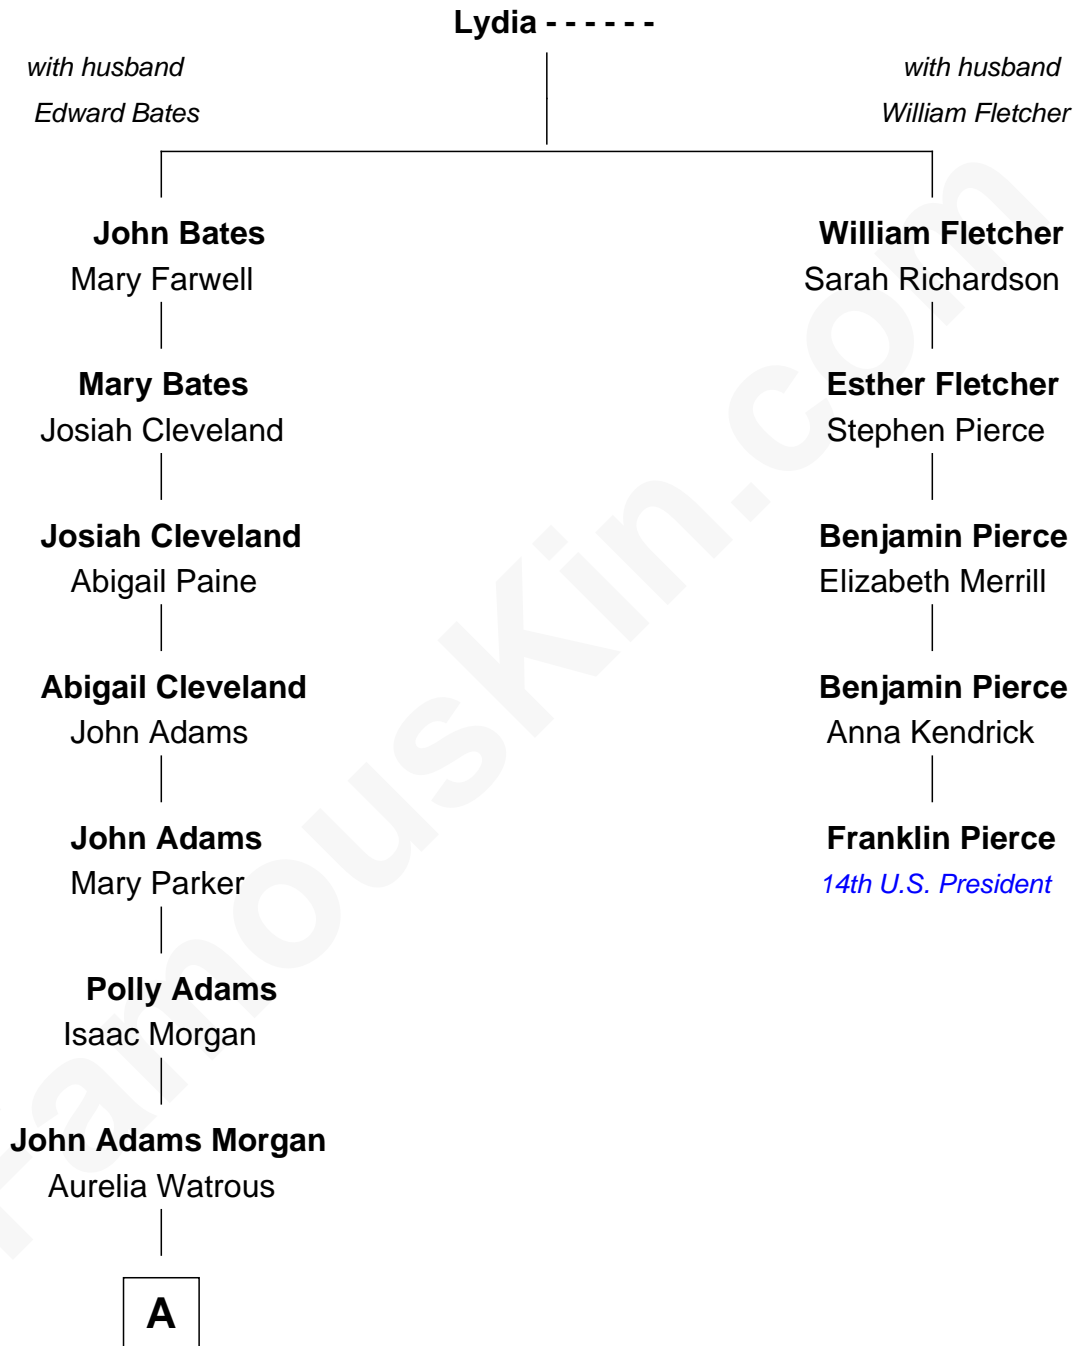 Lydia - - - - - -
with husband
Edward Bates
with husband
William Fletcher
John Bates
Mary Farwell
William Fletcher
Sarah Richardson
Mary Bates
Josiah Cleveland
Esther Fletcher
Stephen Pierce
Josiah Cleveland
Abigail Paine
Benjamin Pierce
Elizabeth Merrill
Abigail Cleveland
John Adams
Benjamin Pierce
Anna Kendrick
John Adams
Mary Parker
Franklin Pierce
14th U.S. President
Polly Adams
Isaac Morgan
John Adams Morgan
Aurelia Watrous
A
FamousKin.com